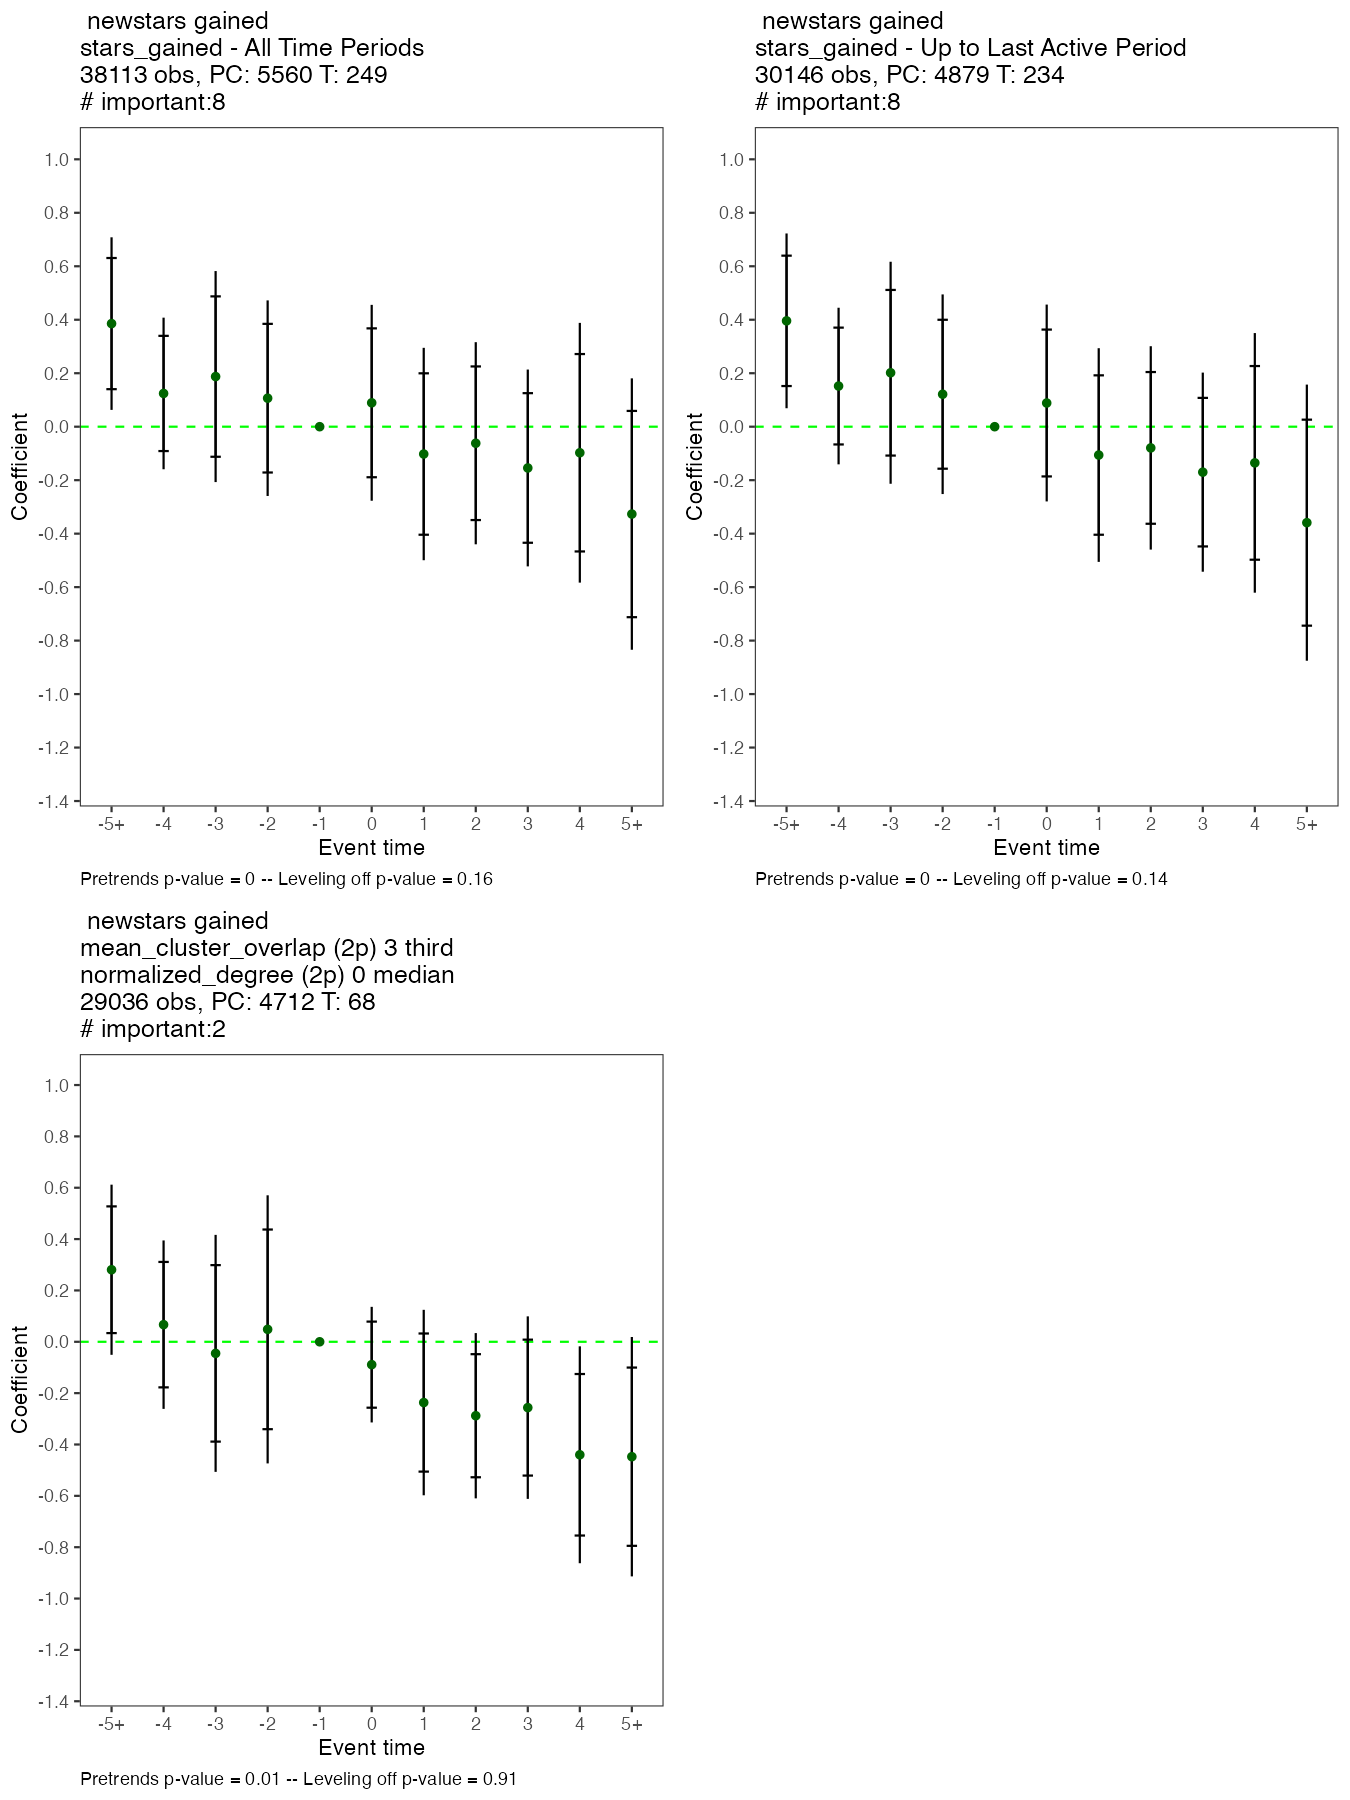 newstars gained
stars_gained - All Time Periods
38113 obs, PC: 5560 T: 249
# important:8
1.0
0.8
0.6
0.4
0.2
0.0
-0.2
-0.4
-0.6
-0.8
-1.0
-1.2
-1.4
Coefficient
-5+ -4 -3 -2 -1 0 1 2 3 4 5+
Event time
Pretrends p-value = 0 -- Leveling off p-value = 0.16
newstars gained
stars_gained - Up to Last Active Period
30146 obs, PC: 4879 T: 234
# important:8
1.0
0.8
0.6
0.4
0.2
0.0
-0.2
-0.4
-0.6
-0.8
-1.0
-1.2
-1.4
Coefficient
-5+ -4 -3 -2 -1 0 1 2 3 4 5+
Event time
Pretrends p-value = 0 -- Leveling off p-value = 0.14
newstars gained
mean_cluster_overlap (2p) 3 third
normalized_degree (2p) 0 median
29036 obs, PC: 4712 T: 68
# important:2
1.0
0.8
0.6
0.4
0.2
0.0
-0.2
-0.4
-0.6
-0.8
-1.0
-1.2
-1.4
Coefficient
-5+ -4 -3 -2 -1 0 1 2 3 4 5+
Event time
Pretrends p-value = 0.01 -- Leveling off p-value = 0.91